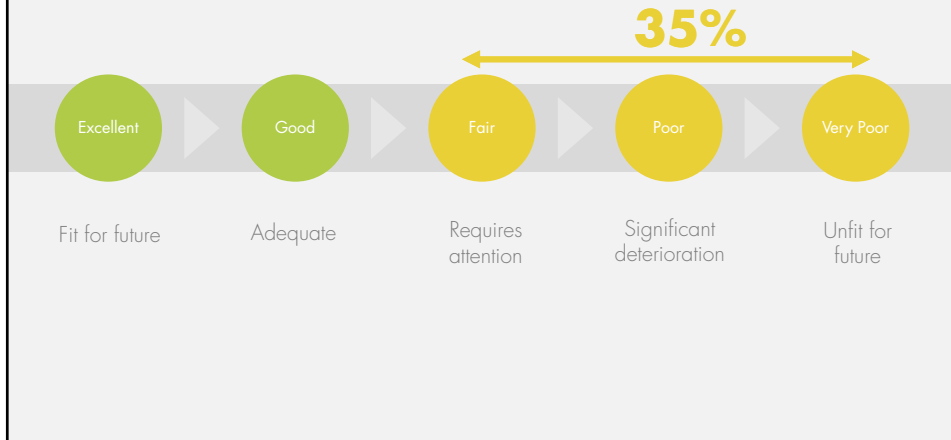 35%
Excellent
Good
Fair
Poor
Very Poor
Fit for future
Adequate
Requires
attention
Significant
deterioration
Unfit for
future